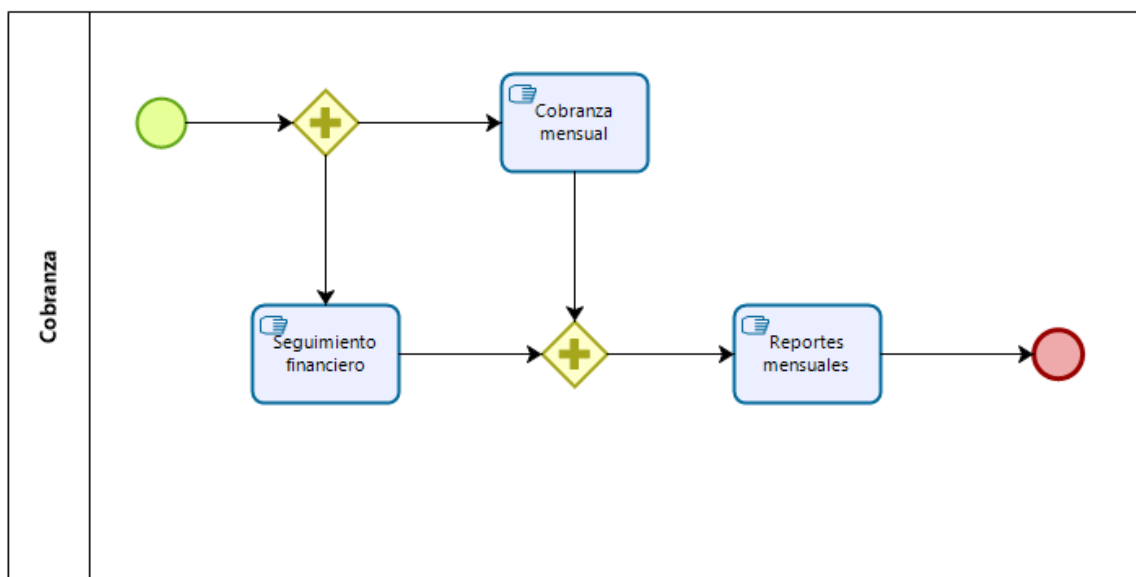 Cobranza
Cobranza
mensual
Seguimiento
financiero
Reportes
mensuales